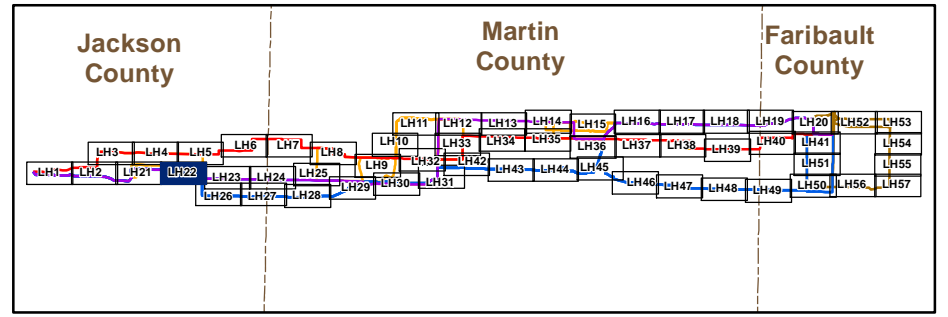 Jackson
County
Martin
County
Faribault
County
LH11 LH12 LH13 LH14 LH15 LH16 LH17 LH18 LH19 LH20 LH52 LH53
LH6 LH7 LH10 LH33 LH34 LH35 LH36 LH37 LH38 LH39 LH40 LH41 LH54
LH3 LH4 LH5 LH8 LH32 LH42
LH1 LH2 LH21 LH22 LH23 LH24 LH25 LH9 LH43 LH44 LH45 LH51 LH55
LH29 LH30 LH31 LH46 LH47 LH48 LH49 LH50 LH56 LH57
LH26 LH27 LH28